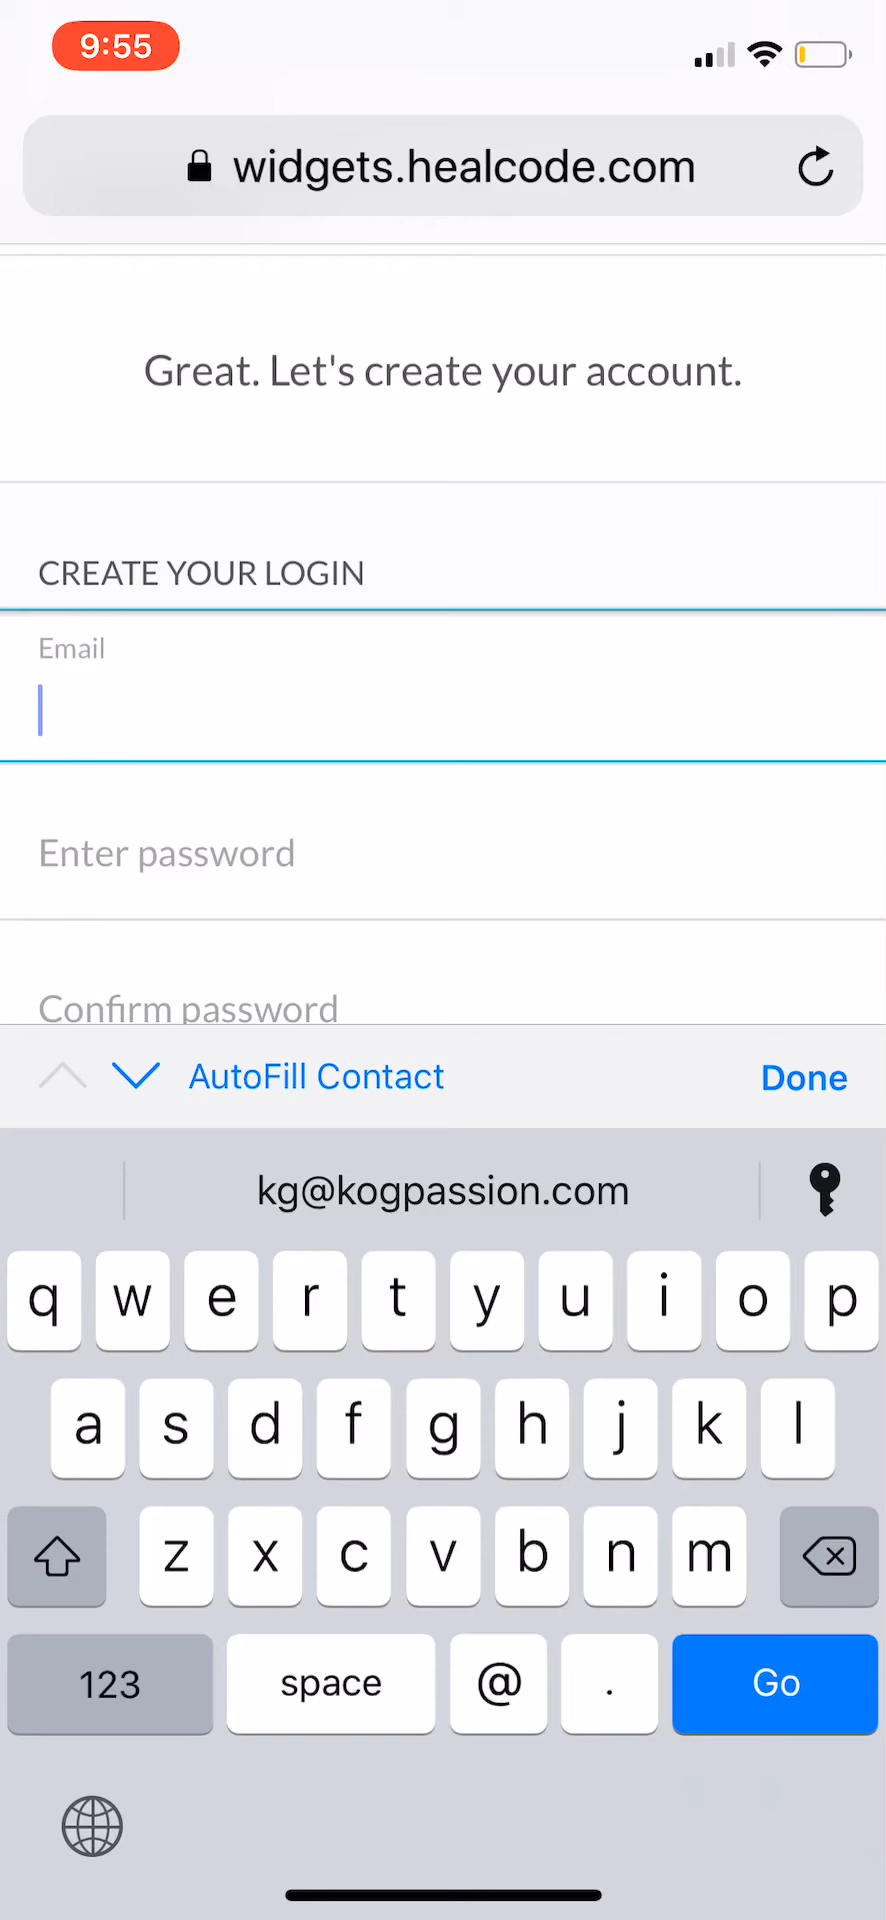 9:55
widgets.healcode.com
Great. Let's create your account.
CREATE YOUR LOGIN
Email
Enter password
Confirm password
AutoFill Contact Done
kg@kogpassion.com
q w e r t y u i o p
a s d f g h j k l
z x c v b n m
123 space @ . Go